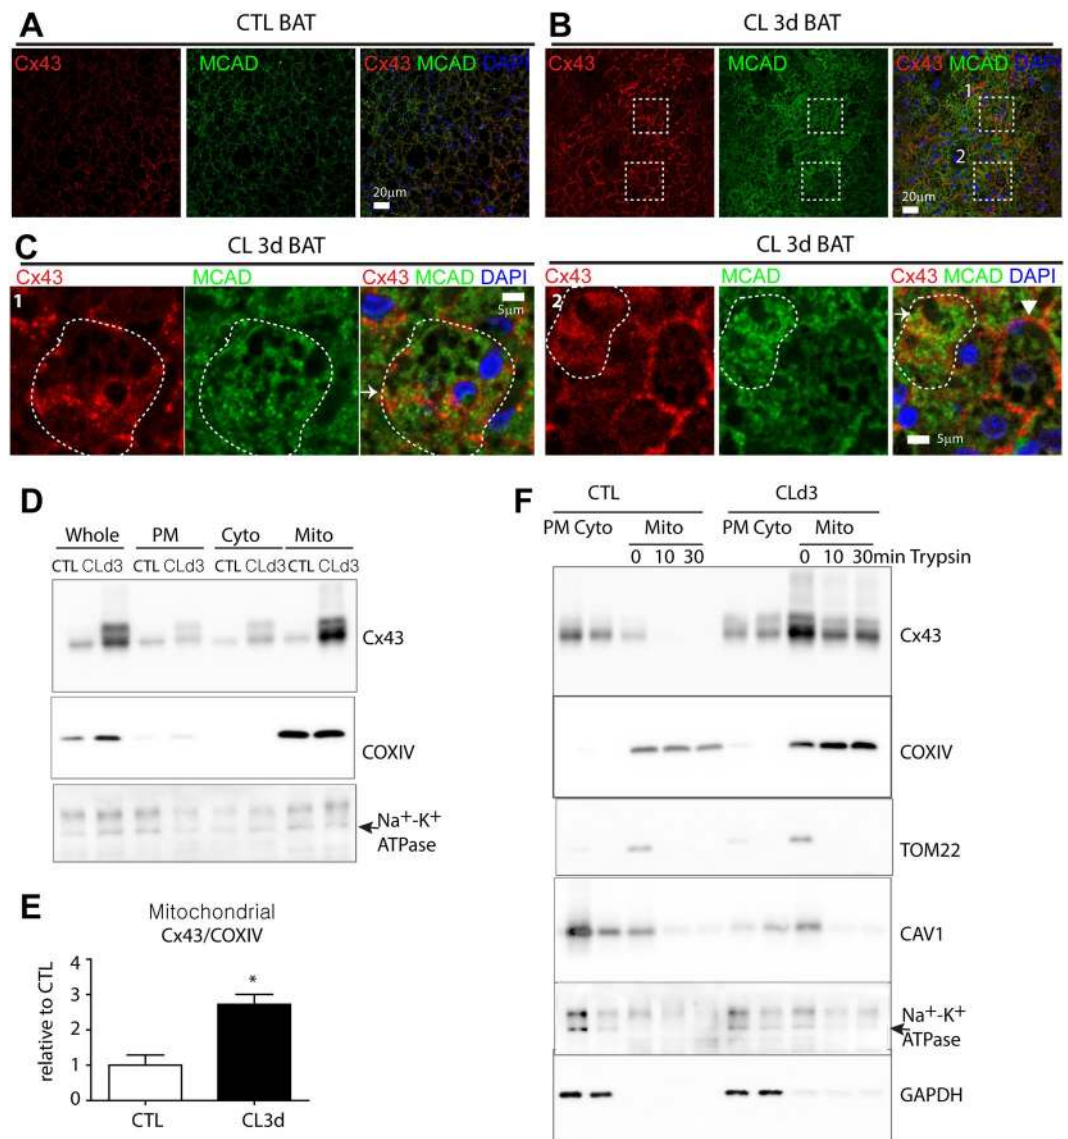 A
CTL BAT
Cx43
MCAD
Cx43 MCAD DAPI
20µm
B
CL 3d BAT
Cx43
MCAD
Cx43 MCAD DAPI
1
2
20µm
C
CL 3d BAT
Cx43
MCAD
Cx43 MCAD DAPI
1
5µm
CL 3d BAT
Cx43
MCAD
Cx43 MCAD DAPI
2
5µm
D
Whole PM Cyto Mito
CTL CLd3 CTL CLd3 CTL CLd3 CTL CLd3
Cx43
COXIV
Na+-K+
ATPase
E
Mitochondrial
Cx43/COXIV
relative to CTL
4
3
2
1
0
*
CTL
CL3d
F
CTL CLd3
PM Cyto Mito PM Cyto Mito
0 10 30 0 10 30min Trypsin
Cx43
COXIV
TOM22
CAV1
Na+-K+
ATPase
GAPDH